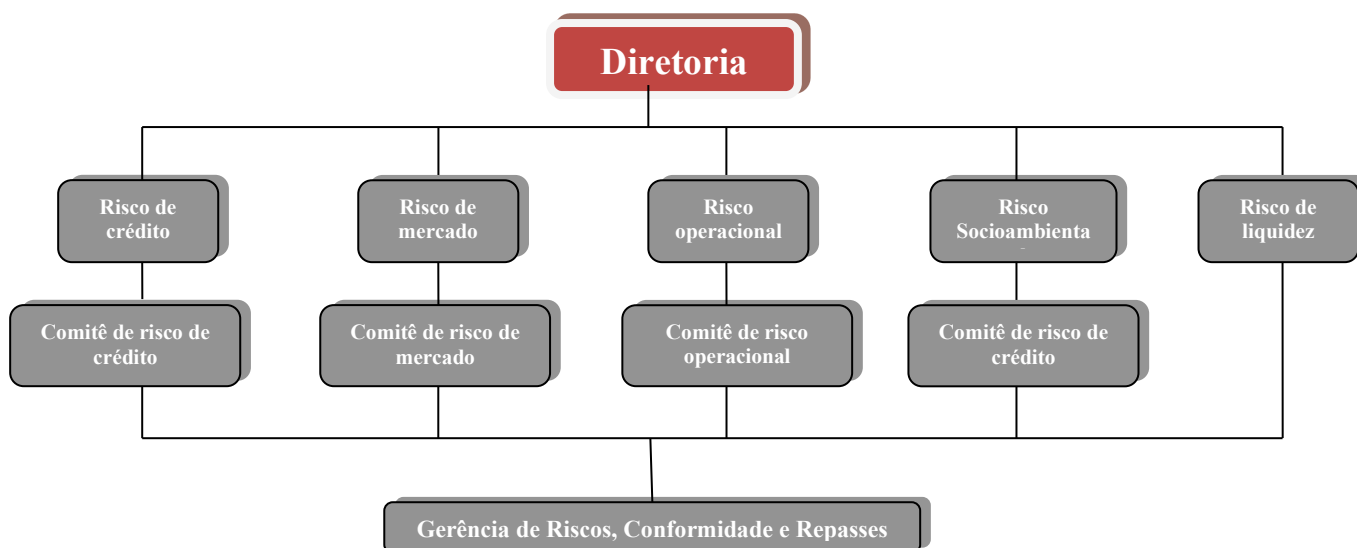 Diretoria
Risco de
crédito
Risco de
mercado
Risco
operacional
Risco
Socioambienta
Risco de
liquidez
Comitê de risco de
crédito
Comitê de risco de
mercado
Comitê de risco
operacional
Comitê de risco de
crédito
Gerência de Riscos, Conformidade e Repasses